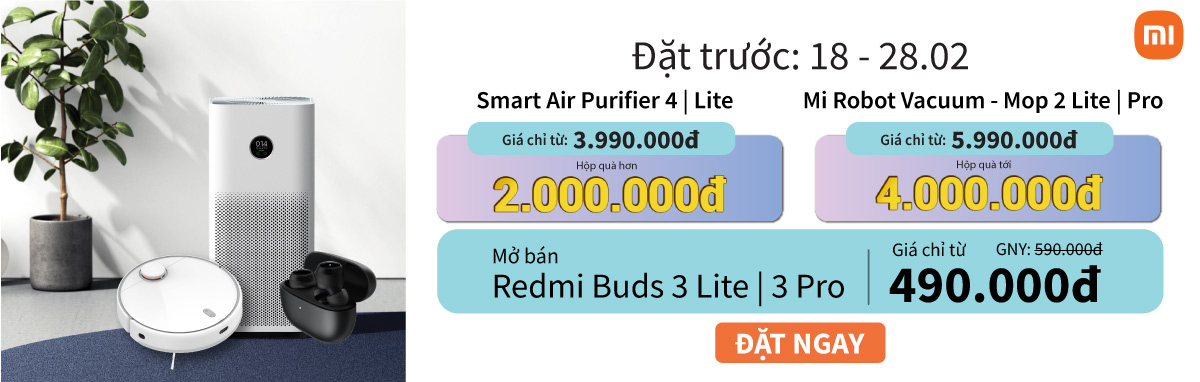 mi
Đặt trước: 18 - 28.02
Smart Air Purifier 4 | Lite
Giá chỉ từ: 3.990.000đ
Hộp quà hơn
2.000.000đ
Mi Robot Vacuum - Mop 2 Lite | Pro
Giá chỉ từ: 5.990.000đ
Hộp quà tới
4.000.000đ
Mở bán
Redmi Buds 3 Lite | 3 Pro
Giá chỉ từ GNY: 590.000đ
490.000đ
ĐẶT NGAY
014